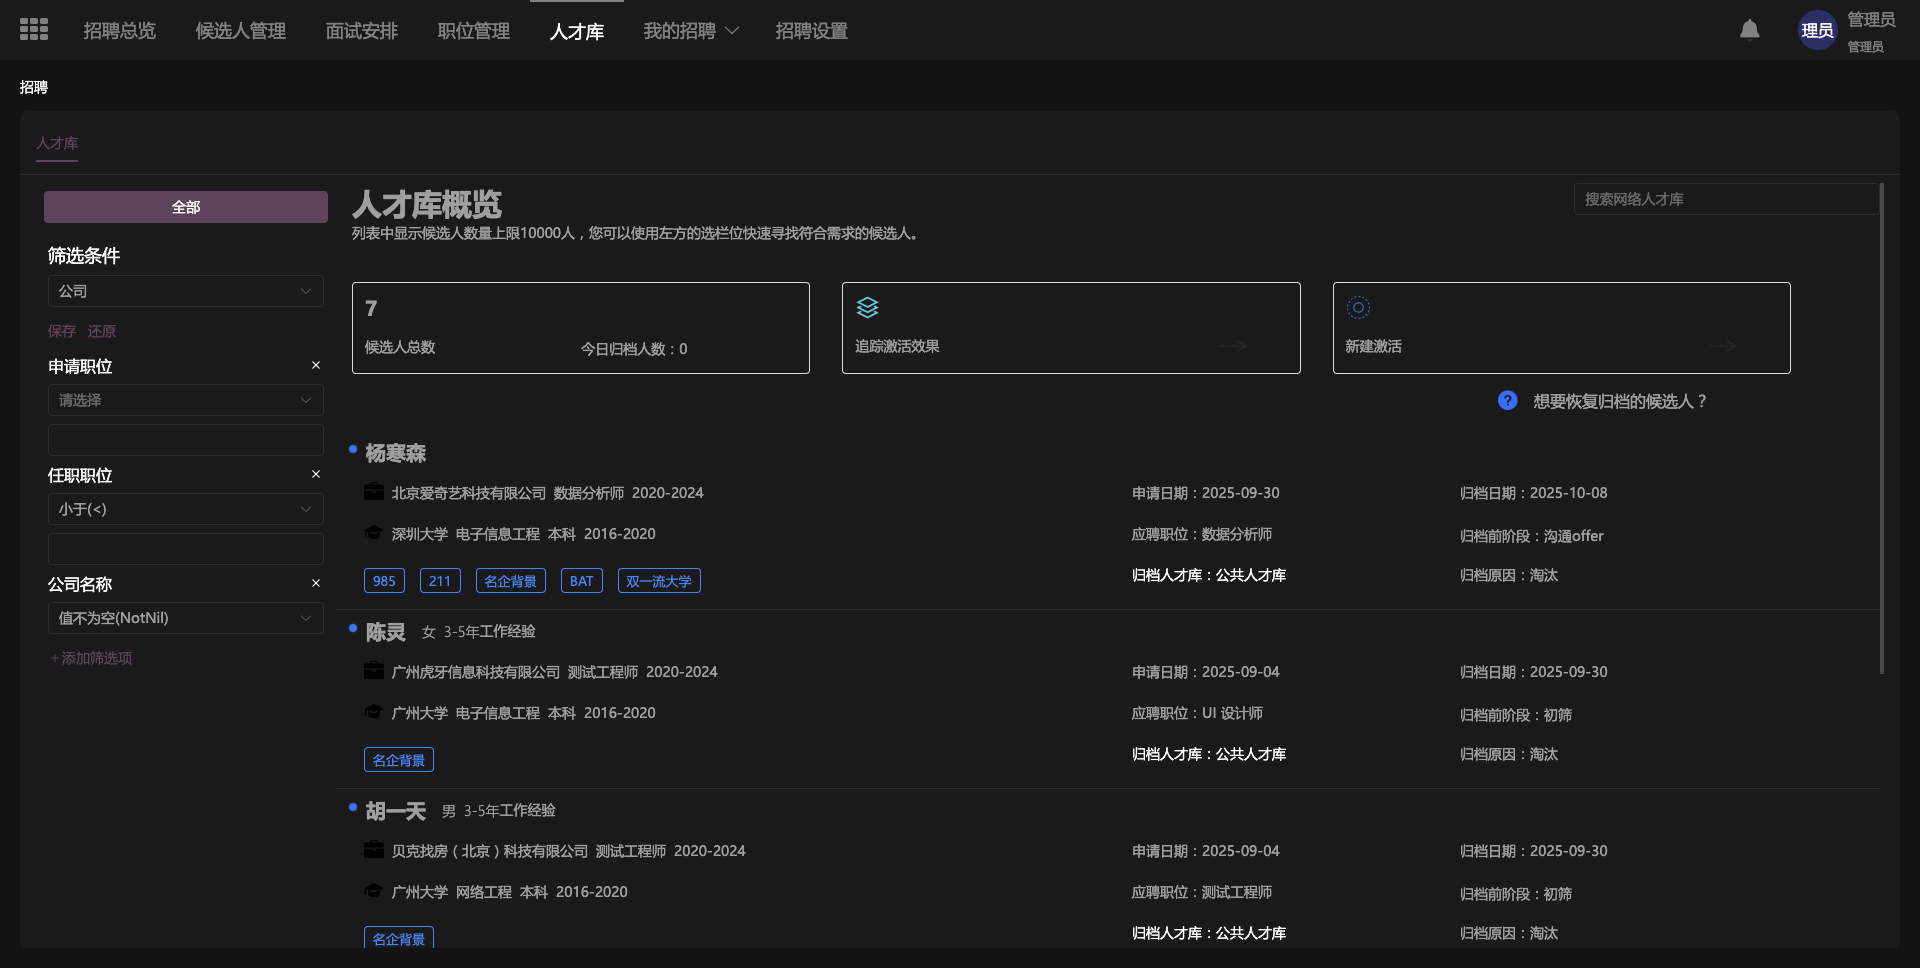 招聘总览 候选人管理 面试安排 职位管理 人才库 我的招聘 招聘设置
理员 管理员
管理员
招聘
人才库
全部
筛选条件
公司
保存 还原
申请职位 ×
请选择
任职职位 ×
小于(<)
公司名称 ×
值不为空(NotNil)
+ 添加筛选项
人才库概览
搜索网络人才库
列表中显示候选人数量上限10000人，您可以使用左方的选栏位快速寻找符合需求的候选人。
7
候选人总数 今日归档人数：0
追踪激活效果
新建激活
? 想要恢复归档的候选人？
杨寒森
北京爱奇艺科技有限公司 数据分析师 2020-2024 申请日期：2025-09-30 归档日期：2025-10-08
深圳大学 电子信息工程 本科 2016-2020 应聘职位：数据分析师 归档前阶段：沟通offer
985 211 名企背景 BAT 双一流大学 归档人才库：公共人才库 归档原因：淘汰
陈灵 女 3-5年工作经验
广州虎牙信息科技有限公司 测试工程师 2020-2024 申请日期：2025-09-04 归档日期：2025-09-30
广州大学 电子信息工程 本科 2016-2020 应聘职位：UI 设计师 归档前阶段：初筛
名企背景 归档人才库：公共人才库 归档原因：淘汰
胡一天 男 3-5年工作经验
贝克找房（北京）科技有限公司 测试工程师 2020-2024 申请日期：2025-09-04 归档日期：2025-09-30
广州大学 网络工程 本科 2016-2020 应聘职位：测试工程师 归档前阶段：初筛
名企背景 归档人才库：公共人才库 归档原因：淘汰